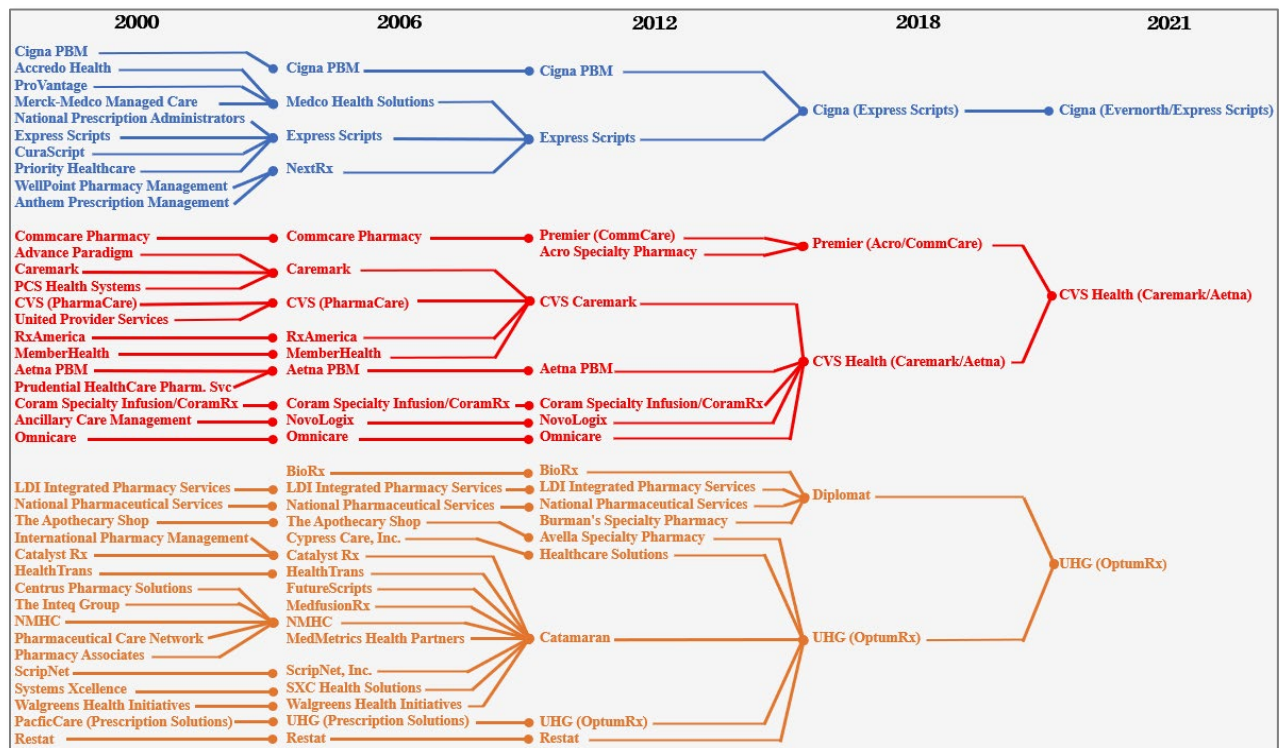 2000 2006 2012 2018 2021
Cigna PBM
Accredo Health
ProVantage
Merck-Medco Managed Care
National Prescription Administrators
Express Scripts
CuraScript
Priority Healthcare
WellPoint Pharmacy Management
Anthem Prescription Management
Cigna PBM
Medco Health Solutions
Express Scripts
NextRx
Cigna PBM
Express Scripts
Cigna (Express Scripts)
Cigna (Evernorth/Express Scripts)
Commcare Pharmacy
Advance Paradigm
Caremark
PCS Health Systems
CVS (PharmaCare)
United Provider Services
RxAmerica
MemberHealth
Aetna PBM
Prudential HealthCare Pharm. Svc
Coram Specialty Infusion/CoramRx
Ancillary Care Management
Omnicare
Commcare Pharmacy
Caremark
CVS (PharmaCare)
RxAmerica
MemberHealth
Aetna PBM
Coram Specialty Infusion/CoramRx
NovoLogix
Omnicare
Premier (CommCare)
Acro Specialty Pharmacy
CVS Caremark
Aetna PBM
Coram Specialty Infusion/CoramRx
NovoLogix
Omnicare
Premier (Acro/CommCare)
CVS Health (Caremark/Aetna)
CVS Health (Caremark/Aetna)
LDI Integrated Pharmacy Services
National Pharmaceutical Services
The Apothecary Shop
International Pharmacy Management
Catalyst Rx
HealthTrans
Centrus Pharmacy Solutions
The Inteq Group
NMHC
Pharmaceutical Care Network
Pharmacy Associates
ScripNet
Systems Xcellence
Walgreens Health Initiatives
PacficCare (Prescription Solutions)
Restat
BioRx
LDI Integrated Pharmacy Services
National Pharmaceutical Services
The Apothecary Shop
Cypress Care, Inc.
Catalyst Rx
HealthTrans
FutureScripts
MedfusionRx
NMHC
MedMetrics Health Partners
ScripNet, Inc.
SXC Health Solutions
Walgreens Health Initiatives
UHG (Prescription Solutions)
Restat
BioRx
LDI Integrated Pharmacy Services
National Pharmaceutical Services
Burman's Specialty Pharmacy
Avella Specialty Pharmacy
Healthcare Solutions
Catamaran
UHG (OptumRx)
Restat
Diplomat
UHG (OptumRx)
UHG (OptumRx)